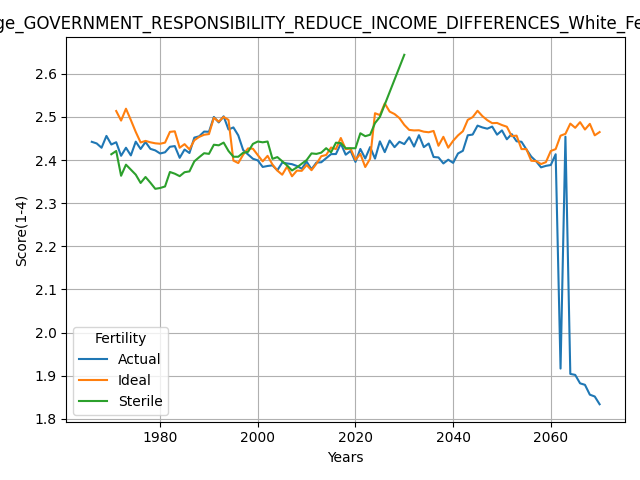 ge_GOVERNMENT_RESPONSIBILITY_REDUCE_INCOME_DIFFERENCES_White_Fe
Score(1-4)
2.6
2.5
2.4
2.3
2.2
2.1
2.0
1.9
1.8
Fertility
Actual
Ideal
Sterile
1980
2000
2020
2040
2060
Years